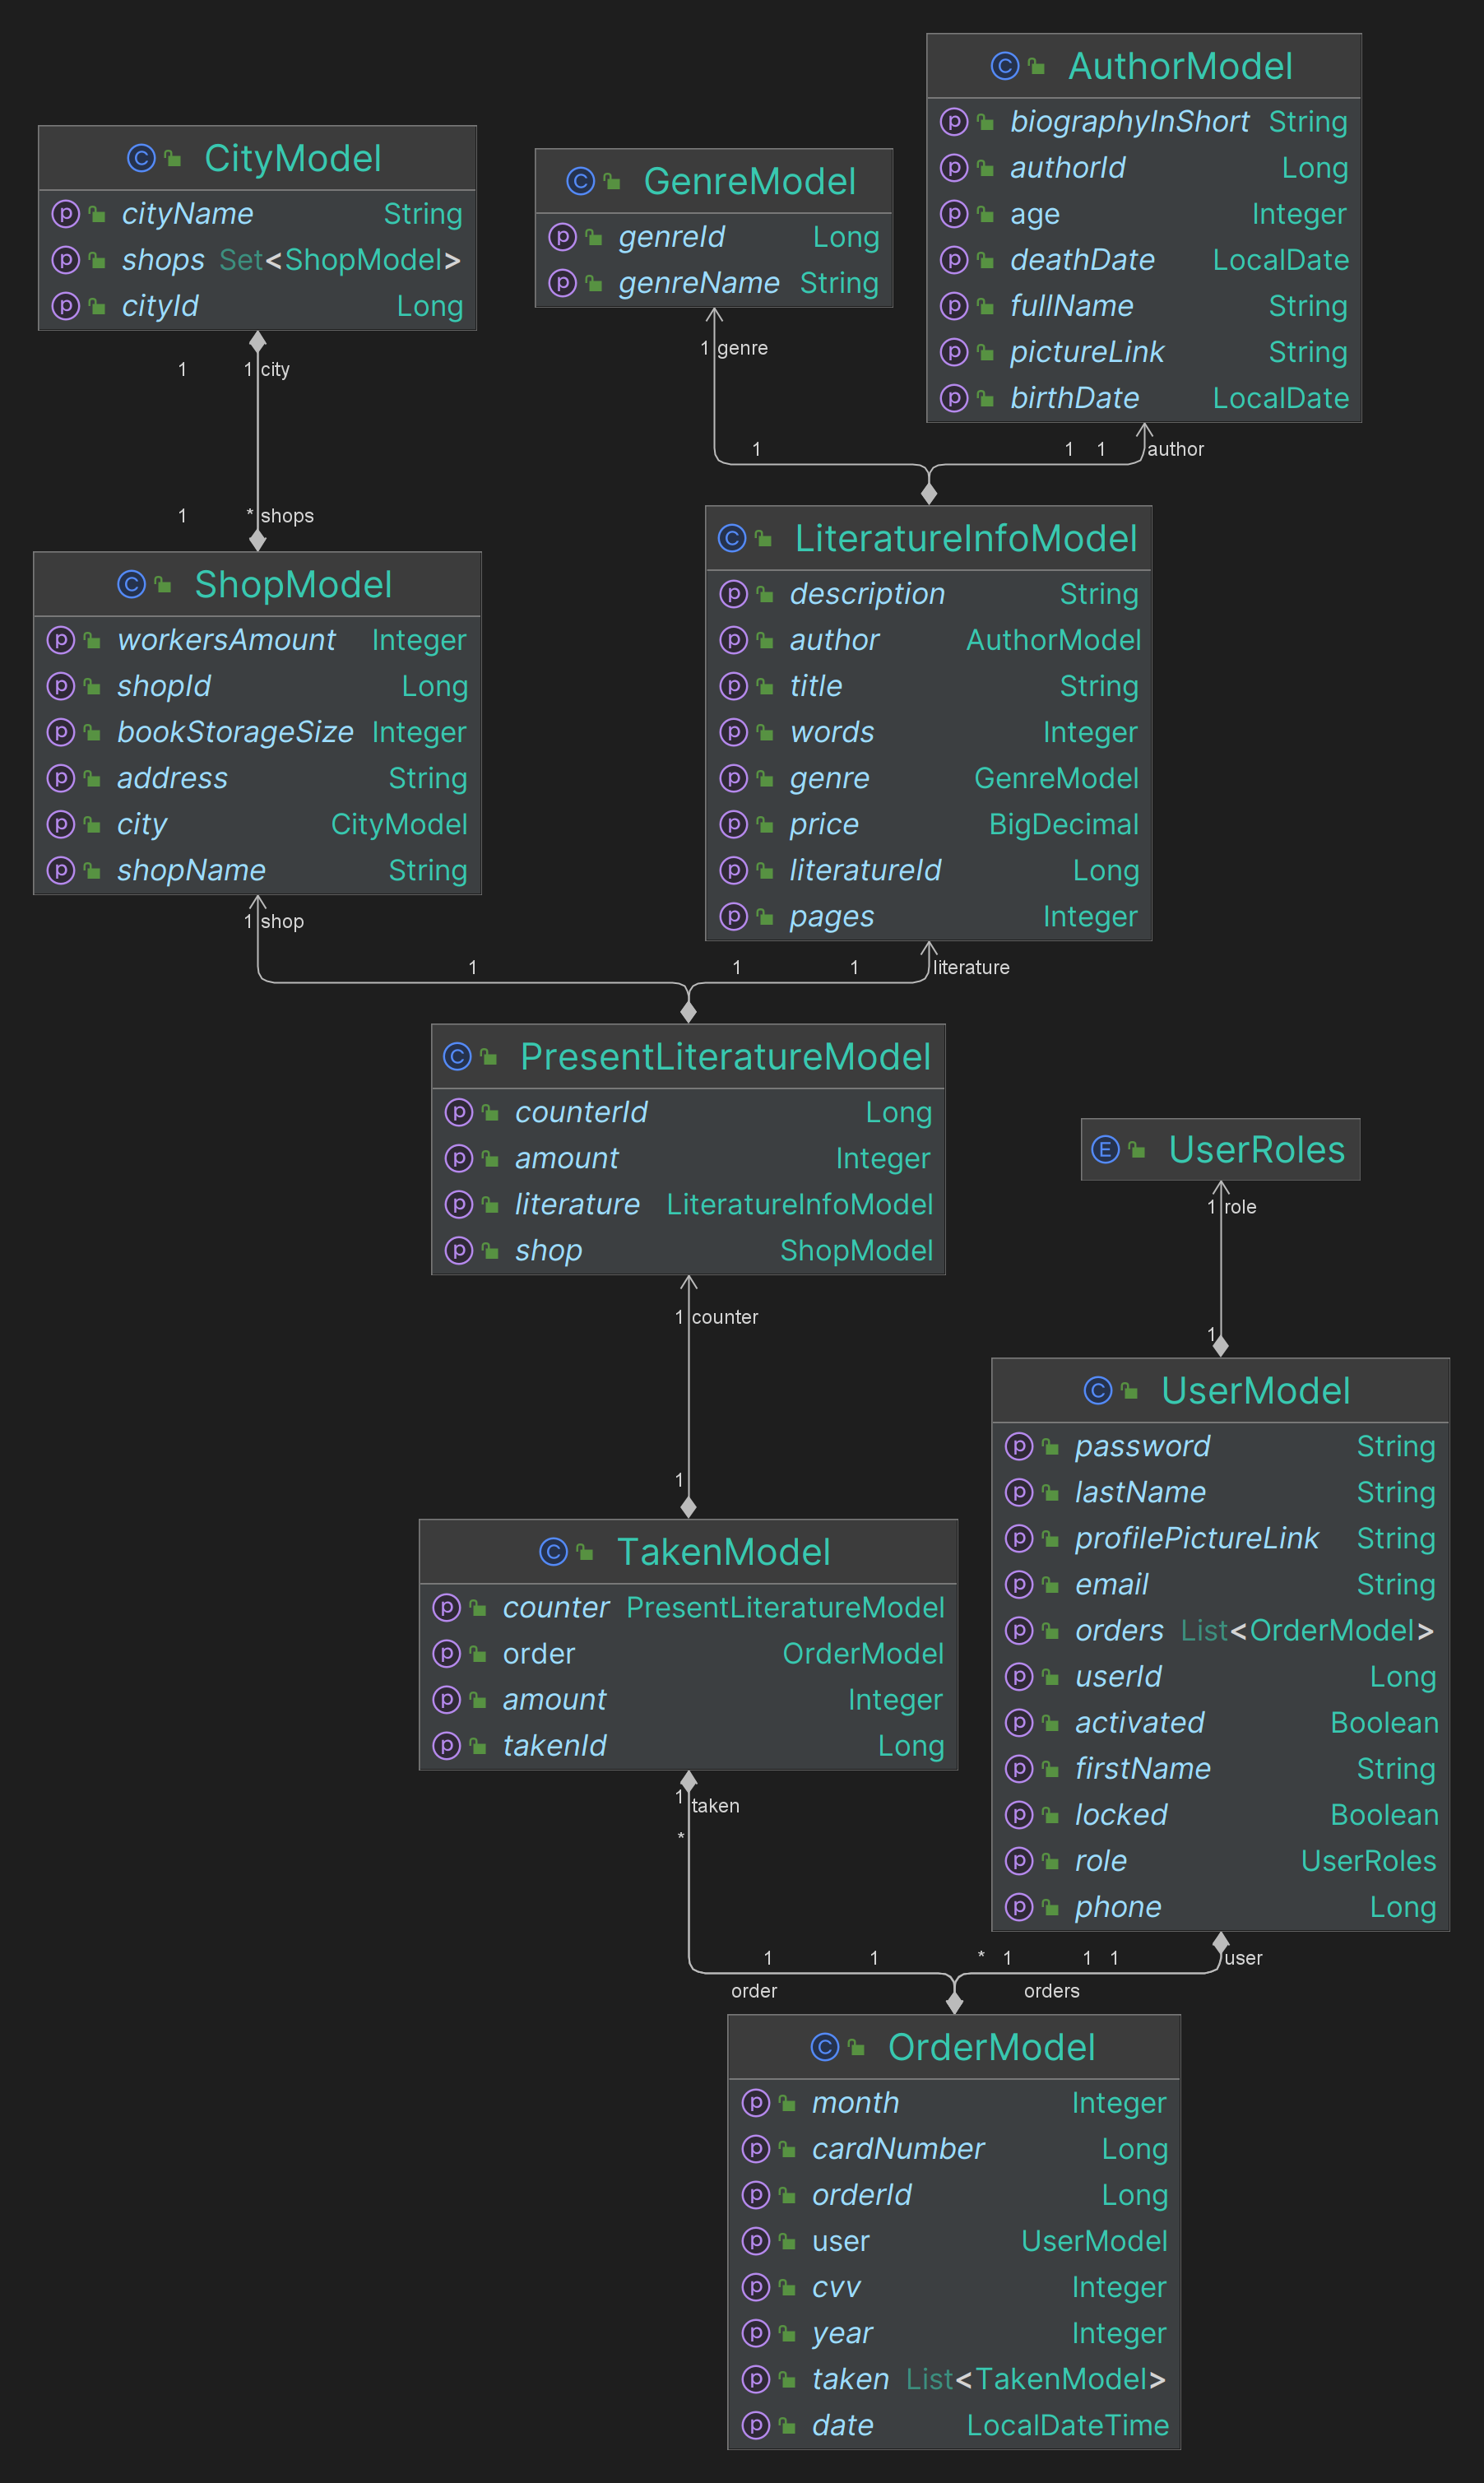 AuthorModel
biographyInShort String
authorId Long
age Integer
deathDate LocalDate
fullName String
pictureLink String
birthDate LocalDate
CityModel
cityName String
shops Set<ShopModel>
cityId Long
GenreModel
genreId Long
genreName String
1 1 city
1 genre
1 1 1 author
1 * shops
ShopModel
workersAmount Integer
shopId Long
bookStorageSize Integer
address String
city CityModel
shopName String
LiteratureInfoModel
description String
author AuthorModel
title String
words Integer
genre GenreModel
price BigDecimal
literatureId Long
pages Integer
1 shop
1 1 1 literature
PresentLiteratureModel
counterId Long
amount Integer
literature LiteratureInfoModel
shop ShopModel
UserRoles
1 role
1 counter
1
1
UserModel
password String
lastName String
profilePictureLink String
email String
orders List<OrderModel>
userId Long
activated Boolean
firstName String
locked Boolean
role UserRoles
phone Long
TakenModel
counter PresentLiteratureModel
order OrderModel
amount Integer
takenId Long
1 taken
*
1 1 * 1 1 1 user
order orders
OrderModel
month Integer
cardNumber Long
orderId Long
user UserModel
cvv Integer
year Integer
taken List<TakenModel>
date LocalDateTime